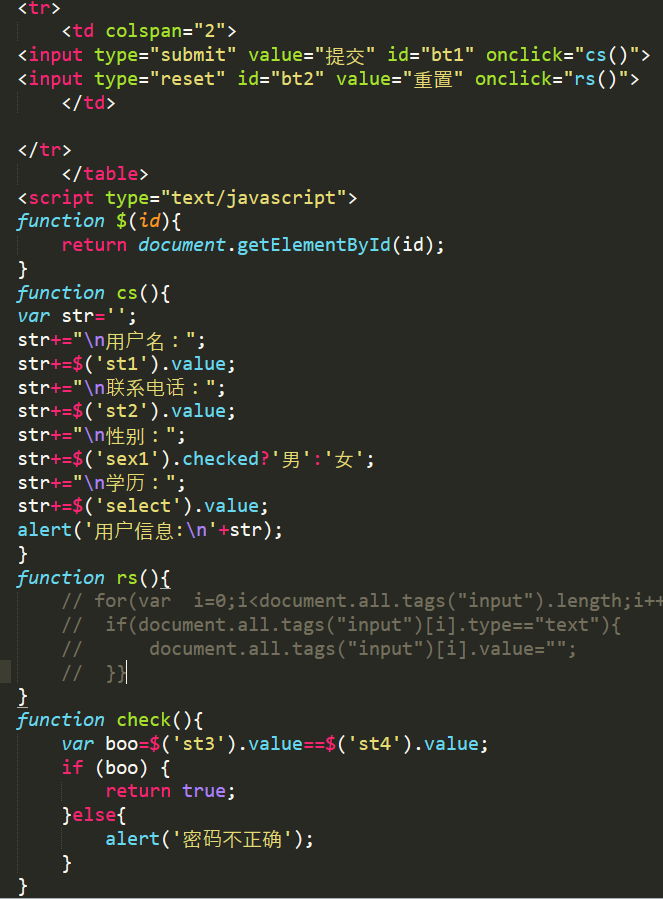 <tr>
<td colspan="2">
<input type="submit" value="提交" id="bt1" onclick="cs()">
<input type="reset" id="bt2" value="重置" onclick="rs()">
</td>
</tr>
</table>
<script type="text/javascript">
function $(id){
return document.getElementById(id);
}
function cs(){
var str='';
str+="\n用户名：";
str+=$('st1').value;
str+="\n联系电话：";
str+=$('st2').value;
str+="\n性别：";
str+=$('sex1').checked?'男':'女';
str+="\n学历：";
str+=$('select').value;
alert('用户信息:\n'+str);
}
function rs(){
// for(var  i=0;i<document.all.tags("input").length;i++
//  if(document.all.tags("input")[i].type=="text"){
//      document.all.tags("input")[i].value="";
//  }}
}
function check(){
var boo=$('st3').value==$('st4').value;
if (boo) {
return true;
}else{
alert('密码不正确');
}
}